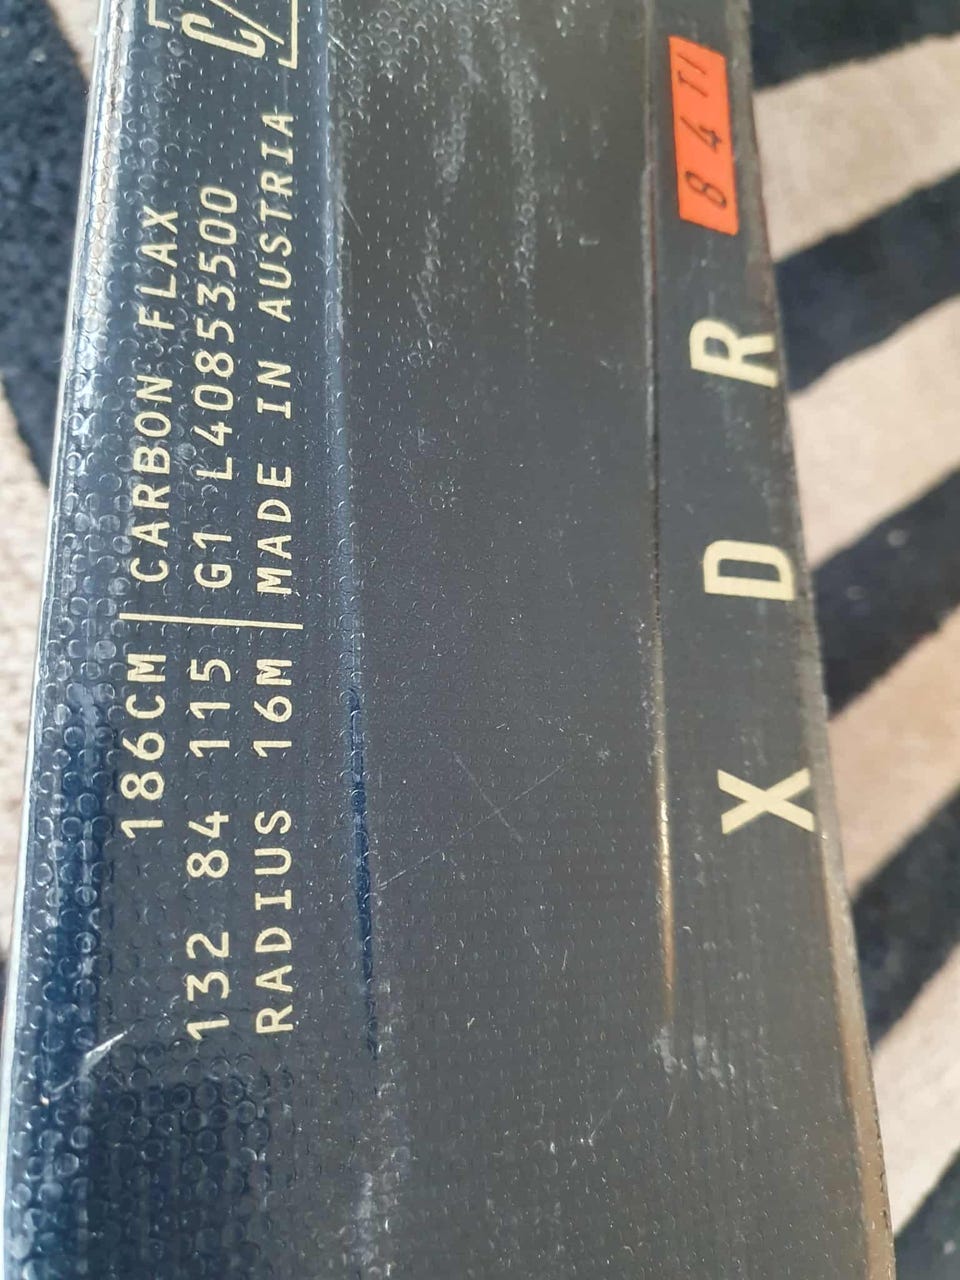 186CM | CARBON FLAX
132 84 115 | G1 L40853500
RADIUS 16M | MADE IN AUSTRIA
C/
XDR
84 TI